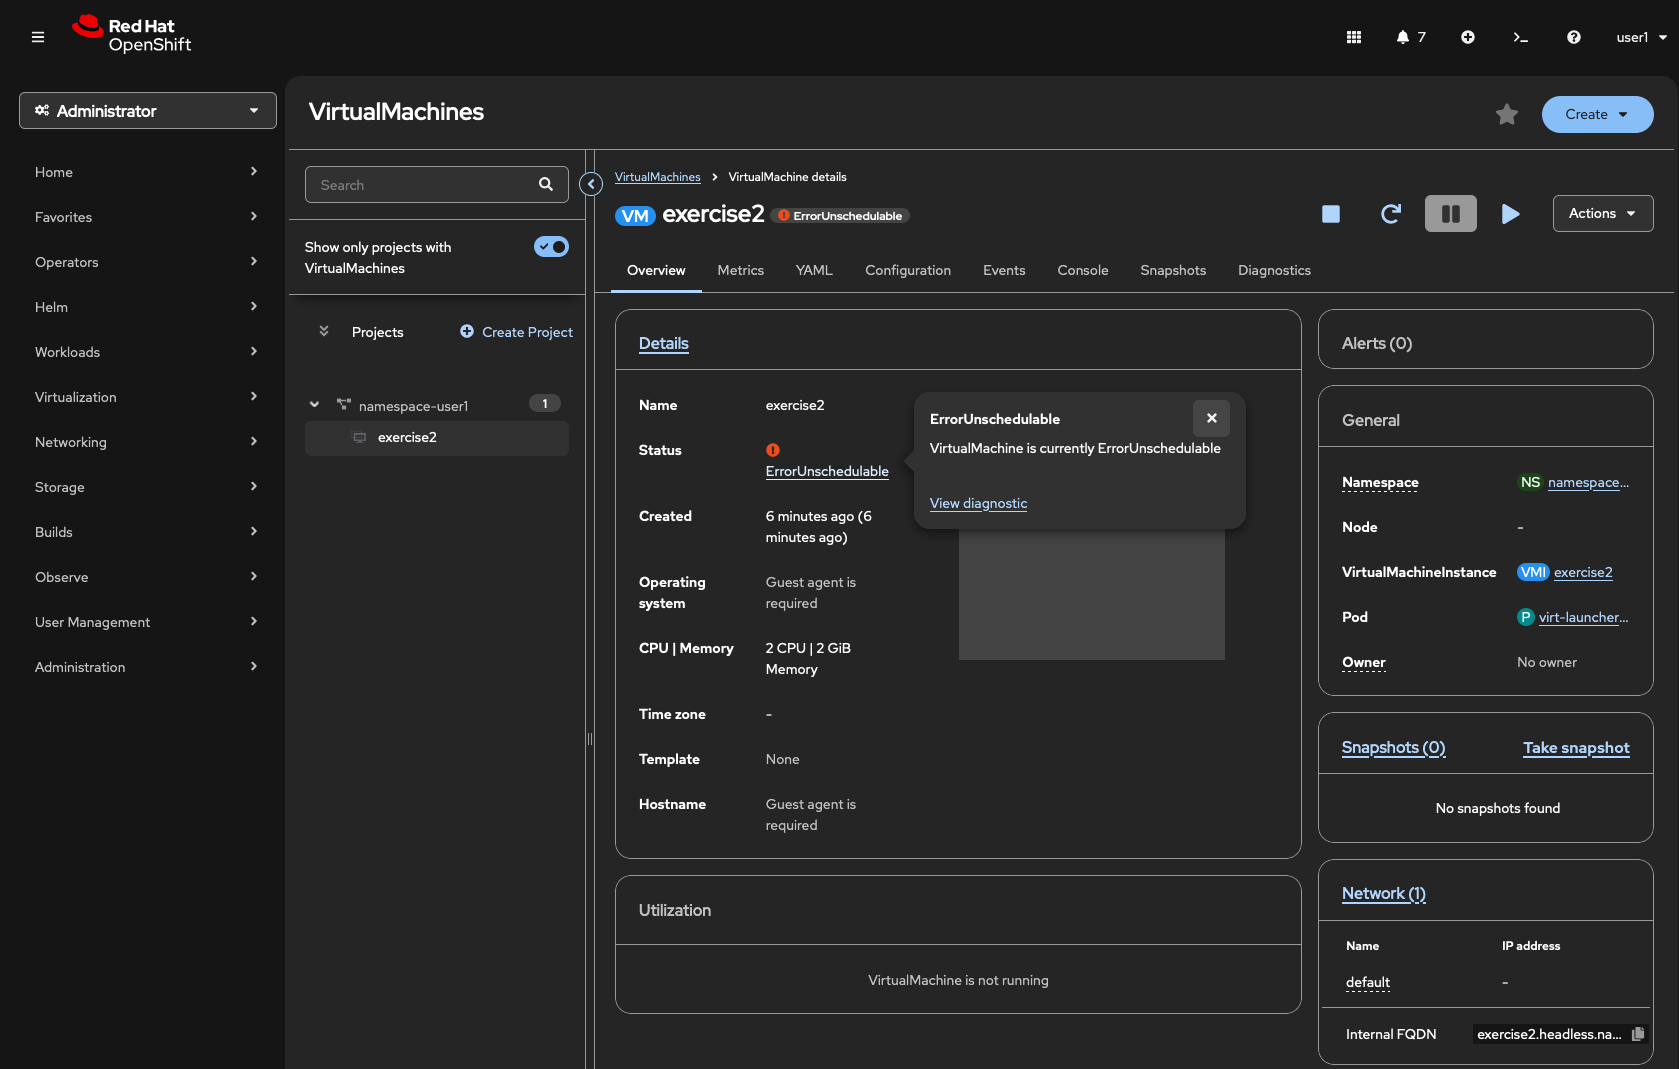 Red Hat
OpenShift
7
user1
Administrator
Home
Favorites
Operators
Helm
Workloads
Virtualization
Networking
Storage
Builds
Observe
User Management
Administration
VirtualMachines
Create
Search
Show only projects with
VirtualMachines
Projects
Create Project
namespace-user1
1
exercise2
VirtualMachines
VirtualMachine details
VM exercise2 ErrorUnschedulable
Actions
Overview Metrics YAML Configuration Events Console Snapshots Diagnostics
Details
Name exercise2
Status
ErrorUnschedulable
Created 6 minutes ago (6
minutes ago)
Operating Guest agent is
system required
CPU | Memory 2 CPU | 2 GiB
Memory
Time zone -
Template None
Hostname Guest agent is
required
ErrorUnschedulable
VirtualMachine is currently ErrorUnschedulable
View diagnostic
Utilization
VirtualMachine is not running
Alerts (0)
General
Namespace NS namespace...
Node -
VirtualMachineInstance VMI exercise2
Pod P virt-launcher...
Owner No owner
Snapshots (0) Take snapshot
No snapshots found
Network (1)
Name IP address
default -
Internal FQDN exercise2.headless.na...